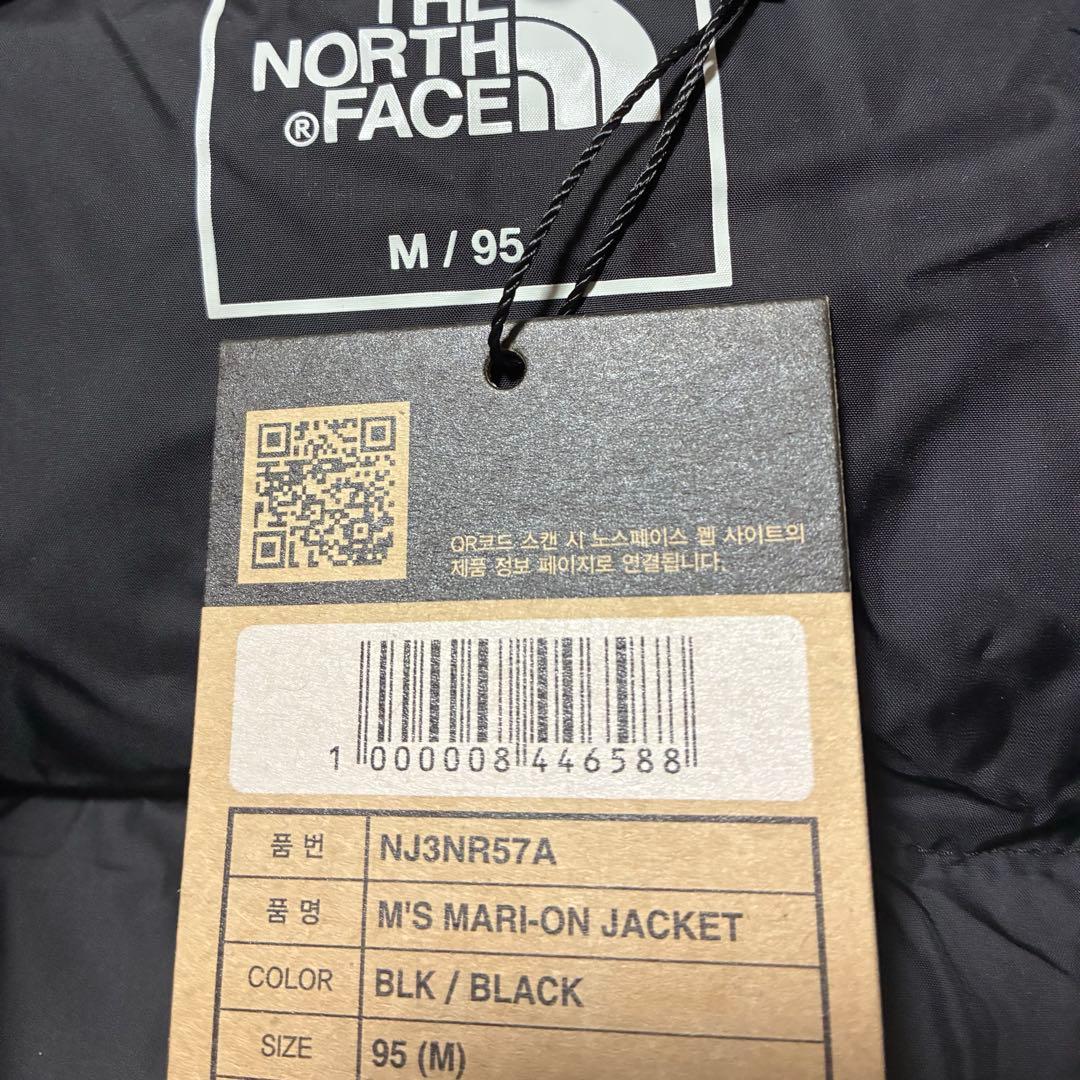 THE
NORTH
®FACE
M / 95
QR코드 스캔 시 노스페이스 웹 사이트의
제품 정보 페이지로 연결됩니다.
1 000008 446588
품 번 NJ3NR57A
품 명 M'S MARI-ON JACKET
COLOR BLK / BLACK
SIZE 95 (M)